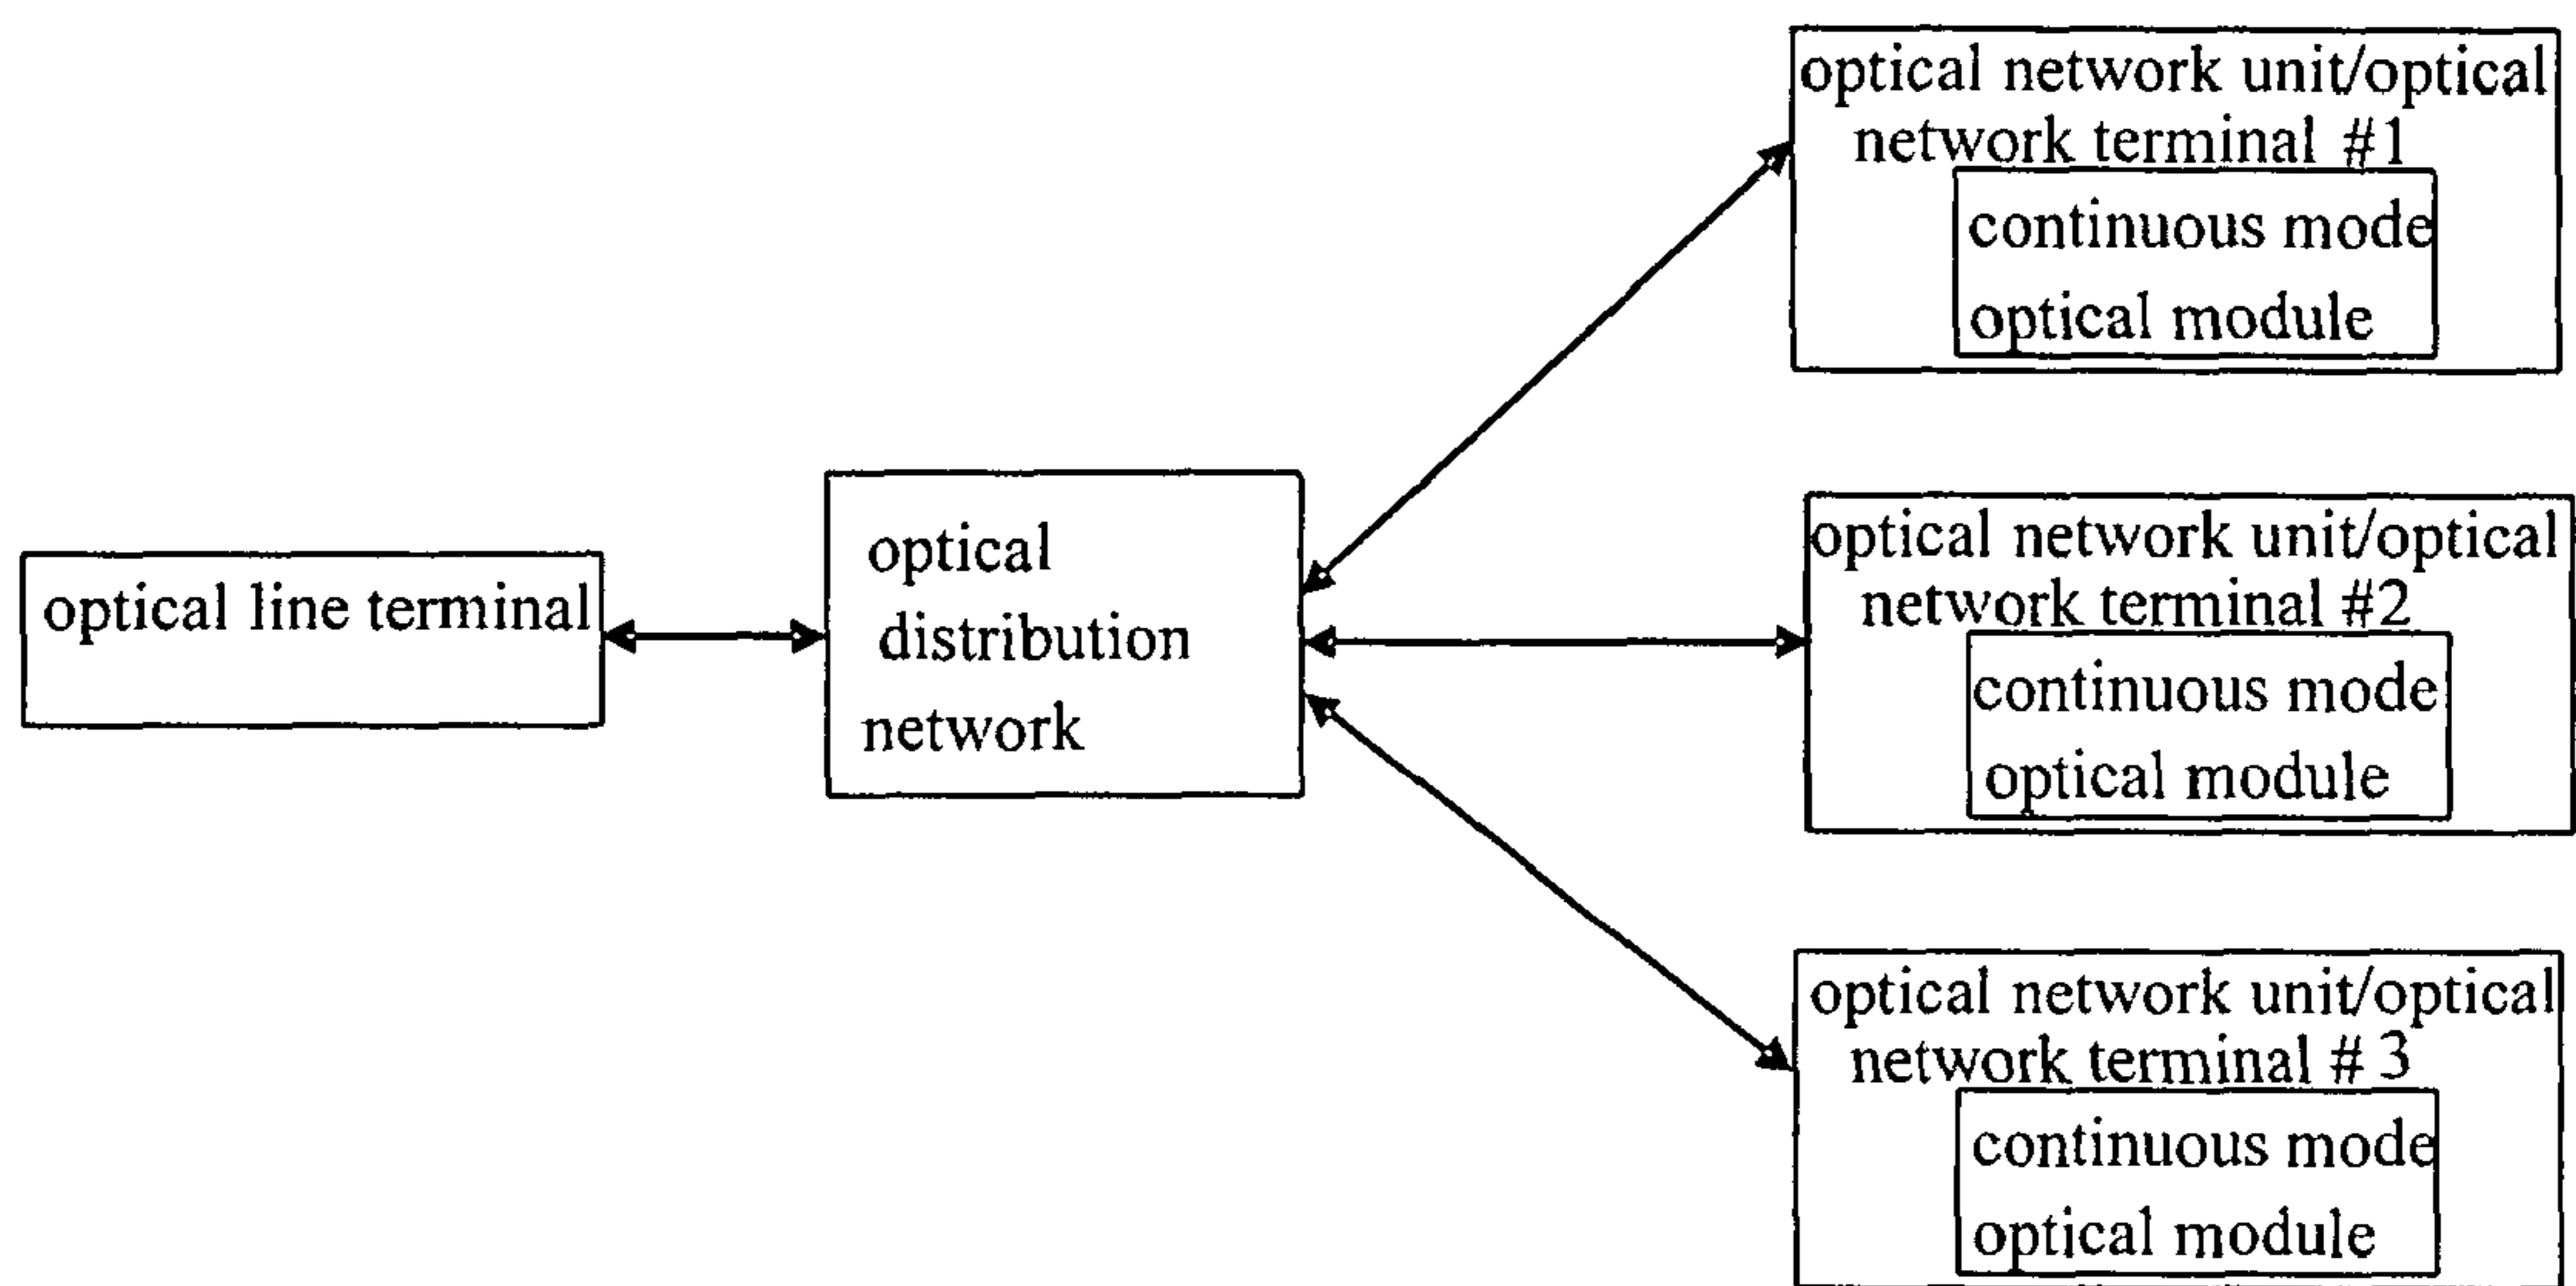 optical line terminal
optical
distribution
network
optical network unit/optical
network terminal #1
continuous mode
optical module
optical network unit/optical
network terminal #2
continuous mode
optical module
optical network unit/optical
network terminal # 3
continuous mode
optical module